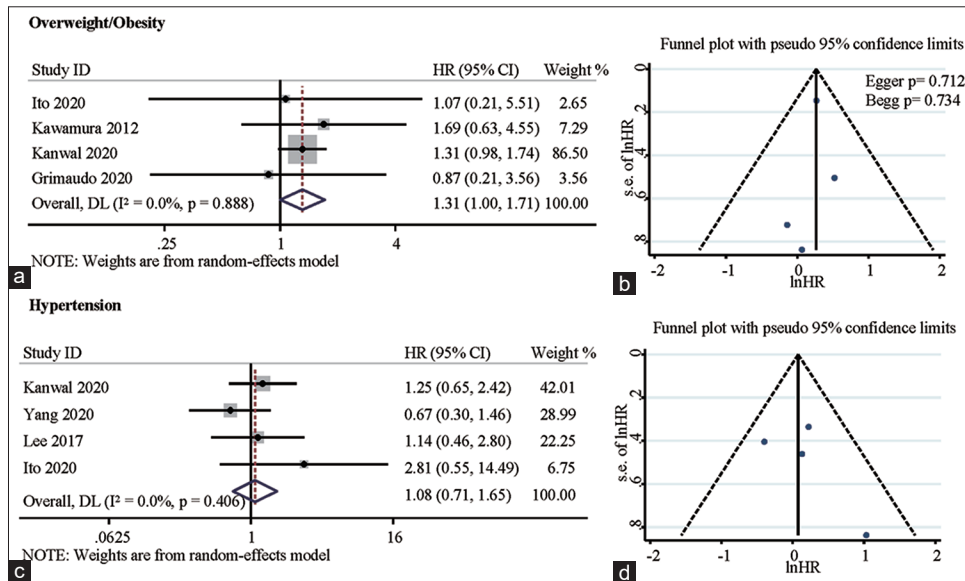 Overweight/Obesity
Study ID HR (95% CI) Weight %
Ito 2020 1.07 (0.21, 5.51) 2.65
Kawamura 2012 1.69 (0.63, 4.55) 7.29
Kanwal 2020 1.31 (0.98, 1.74) 86.50
Grimaudo 2020 0.87 (0.21, 3.56) 3.56
Overall, DL (I² = 0.0%, p = 0.888) 1.31 (1.00, 1.71) 100.00
.25 1 4
NOTE: Weights are from random-effects model
a
Funnel plot with pseudo 95% confidence limits
Egger p= 0.712
Begg p= 0.734
s.e. of lnHR
0
.2
.4
.6
.8
-2 -1 0 1 2
lnHR
b
Hypertension
Study ID HR (95% CI) Weight %
Kanwal 2020 1.25 (0.65, 2.42) 42.01
Yang 2020 0.67 (0.30, 1.46) 28.99
Lee 2017 1.14 (0.46, 2.80) 22.25
Ito 2020 2.81 (0.55, 14.49) 6.75
Overall, DL (I² = 0.0%, p = 0.406) 1.08 (0.71, 1.65) 100.00
.0625 1 16
NOTE: Weights are from random-effects model
c
Funnel plot with pseudo 95% confidence limits
s.e. of lnHR
0
.2
.4
.6
.8
-2 -1 0 1 2
lnHR
d